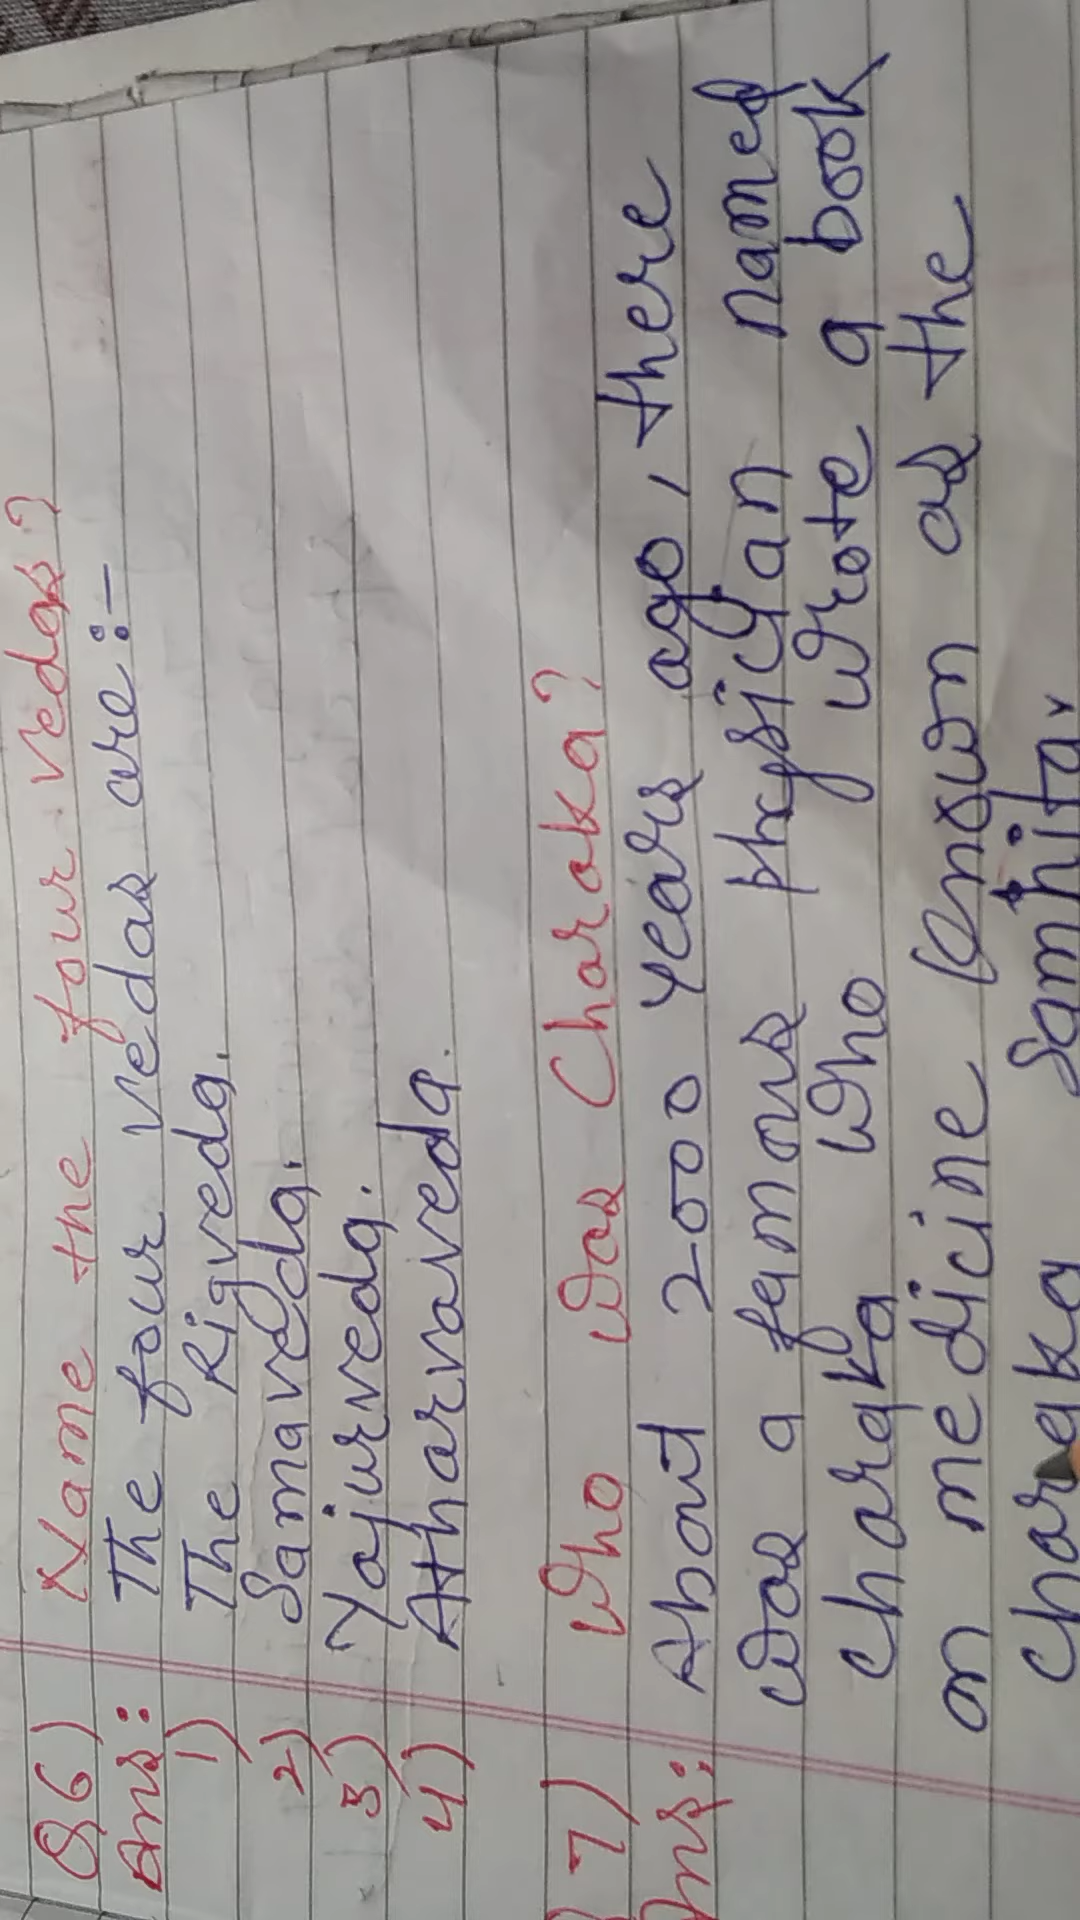 Q6) Name the four vedas?
Ans: The four vedas are:-
1) The Rigveda.
2) Samaveda.
3) Yajurveda.
4) Atharvaveda.
7) Who was Charaka?
Ans: About 2000 years ago, there
was a famous physician named
charaka who wrote a book
on medicine known as the
charaka Samhita.